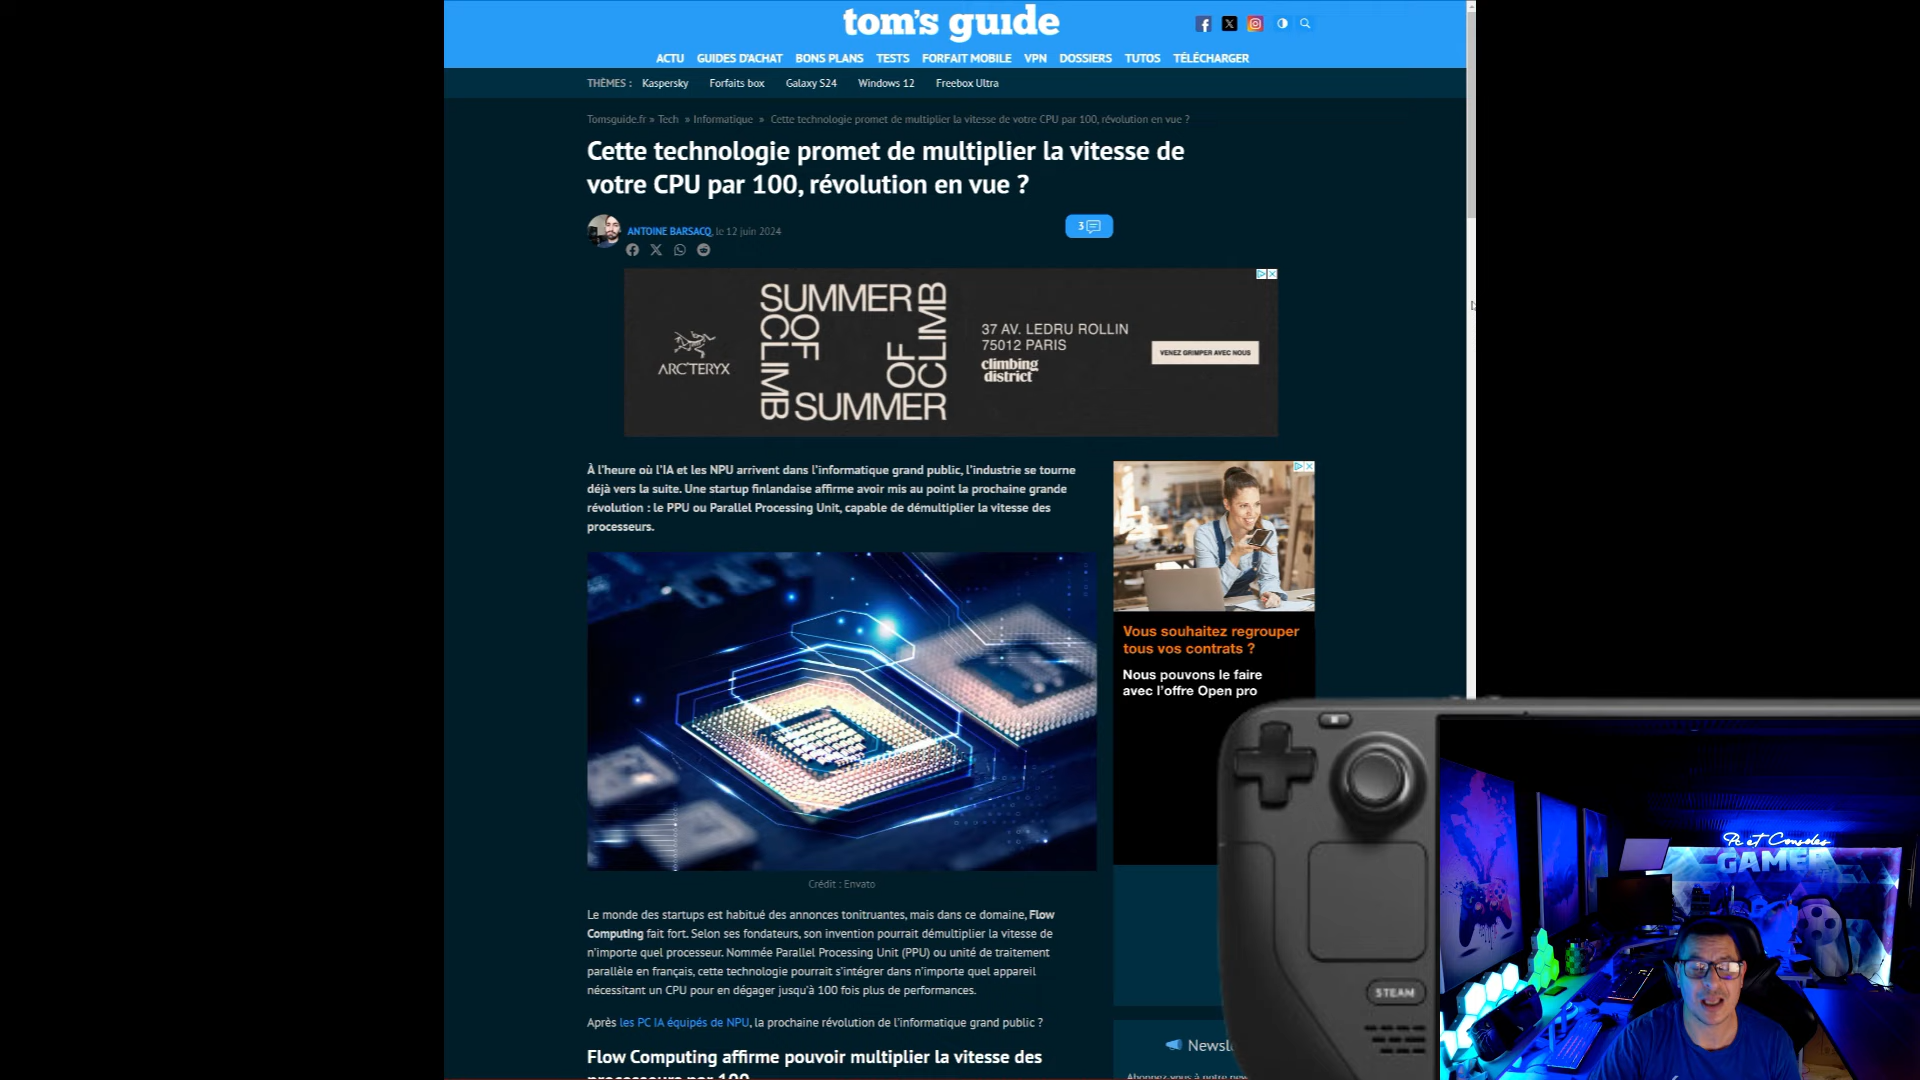 tom's guide
ACTU GUIDES D'ACHAT BONS PLANS TESTS FORFAIT MOBILE VPN DOSSIERS TUTOS TÉLÉCHARGER
THÈMES : Kaspersky Forfaits box Galaxy S24 Windows 12 Freebox Ultra
Tomsguide.fr » Tech » Informatique » Cette technologie promet de multiplier la vitesse de votre CPU par 100, révolution en vue ?
Cette technologie promet de multiplier la vitesse de
votre CPU par 100, révolution en vue ?
ANTOINE BARSACQ, le 12 juin 2024
3
ARC'TERYX
SUMMER
OF
CLIMB
SUMMER
OF
CLIMB
37 AV. LEDRU ROLLIN
75012 PARIS
climbing
district
VENEZ GRIMPER AVEC NOUS
À l'heure où l'IA et les NPU arrivent dans l'informatique grand public, l'industrie se tourne
déjà vers la suite. Une startup finlandaise affirme avoir mis au point la prochaine grande
révolution : le PPU ou Parallel Processing Unit, capable de démultiplier la vitesse des
processeurs.
Crédit : Envato
Le monde des startups est habitué des annonces tonitruantes, mais dans ce domaine, Flow
Computing fait fort. Selon ses fondateurs, son invention pourrait démultiplier la vitesse de
n'importe quel processeur. Nommée Parallel Processing Unit (PPU) ou unité de traitement
parallèle en français, cette technologie pourrait s'intégrer dans n'importe quel appareil
nécessitant un CPU pour en dégager jusqu'à 100 fois plus de performances.
Après les PC IA équipés de NPU, la prochaine révolution de l'informatique grand public ?
Flow Computing affirme pouvoir multiplier la vitesse des
processeurs par 100
Vous souhaitez regrouper
tous vos contrats ?
Nous pouvons le faire
avec l'offre Open pro
Newsl
Abonnez-vous à notre new
STEAM
Pc et Consoles
GAMER